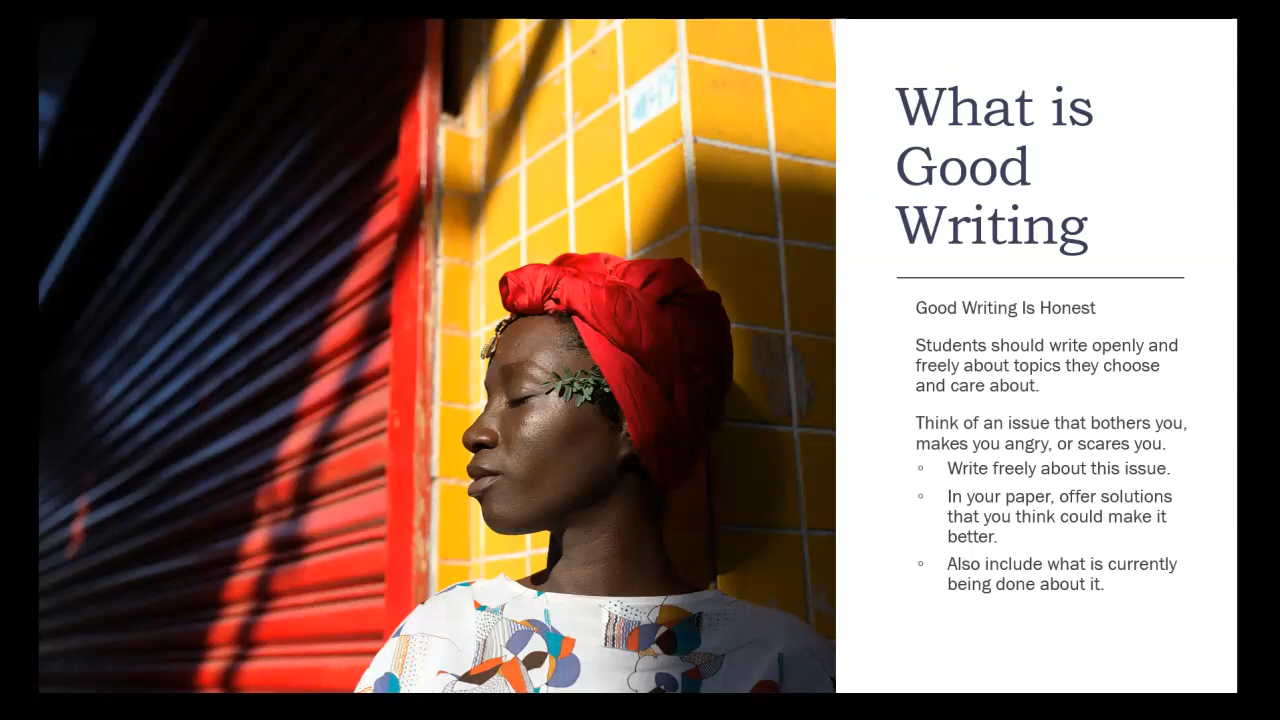 What is
Good
Writing
Good Writing Is Honest
Students should write openly and
freely about topics they choose
and care about.
Think of an issue that bothers you,
makes you angry, or scares you.
◦ Write freely about this issue.
◦ In your paper, offer solutions
that you think could make it
better.
◦ Also include what is currently
being done about it.